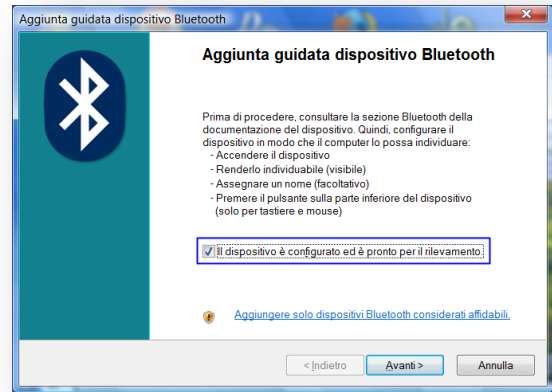 Aggiunta guidata dispositivo Bluetooth
Aggiunta guidata dispositivo Bluetooth
Prima di procedere, consultare la sezione Bluetooth della
documentazione del dispositivo. Quindi, configurare il
dispositivo in modo che il computer lo possa individuare:
- Accendere il dispositivo
- Renderlo individuabile (visibile)
- Assegnare un nome (facoltativo)
- Premere il pulsante sulla parte inferiore del dispositivo
(solo per tastiere e mouse)
Il dispositivo è configurato ed è pronto per il rilevamento.
Aggiungere solo dispositivi Bluetooth considerati affidabili.
< Indietro
Avanti >
Annulla